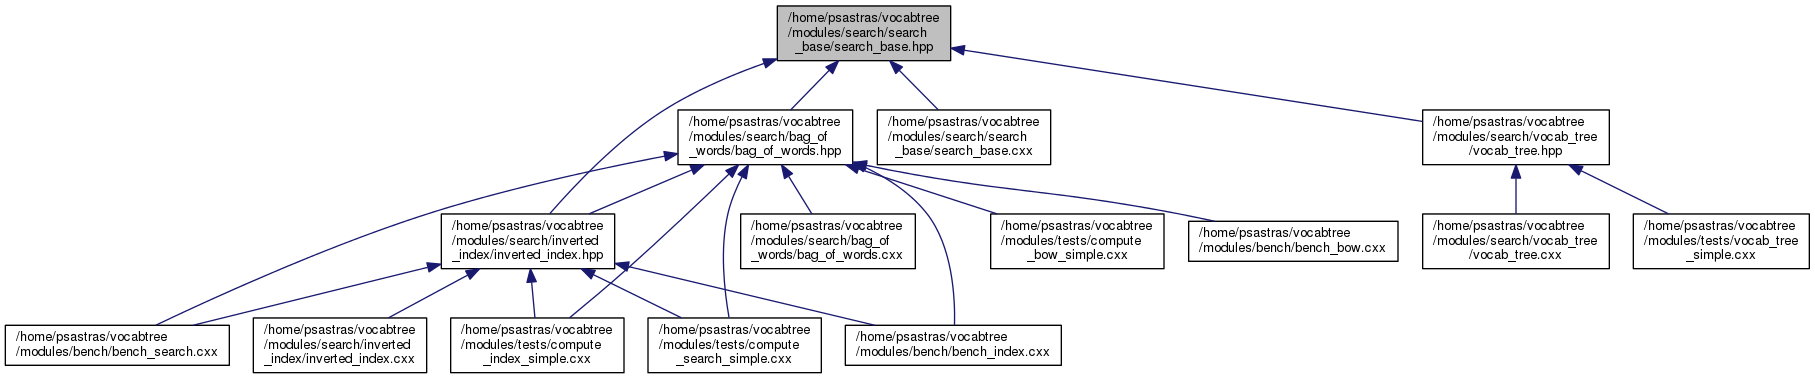 /home/psastras/vocabtree
/modules/search/search
_base/search_base.hpp
/home/psastras/vocabtree
/modules/search/bag_of
_words/bag_of_words.hpp
/home/psastras/vocabtree
/modules/search/search
_base/search_base.cxx
/home/psastras/vocabtree
/modules/search/vocab_tree
/vocab_tree.hpp
/home/psastras/vocabtree
/modules/search/inverted
_index/inverted_index.hpp
/home/psastras/vocabtree
/modules/search/bag_of
_words/bag_of_words.cxx
/home/psastras/vocabtree
/modules/tests/compute
_bow_simple.cxx
/home/psastras/vocabtree
/modules/bench/bench_bow.cxx
/home/psastras/vocabtree
/modules/search/vocab_tree
/vocab_tree.cxx
/home/psastras/vocabtree
/modules/tests/vocab_tree
_simple.cxx
/home/psastras/vocabtree
/modules/bench/bench_search.cxx
/home/psastras/vocabtree
/modules/search/inverted
_index/inverted_index.cxx
/home/psastras/vocabtree
/modules/tests/compute
_index_simple.cxx
/home/psastras/vocabtree
/modules/tests/compute
_search_simple.cxx
/home/psastras/vocabtree
/modules/bench/bench_index.cxx